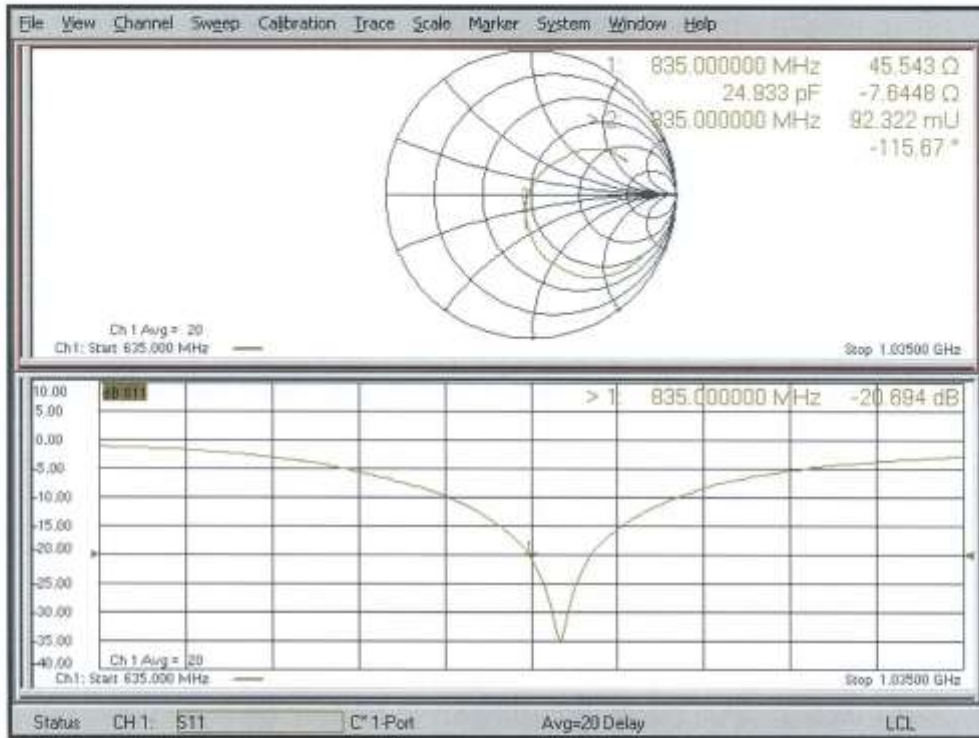 File View Channel Sweep Calibration Trace Scale Marker System Window Help
1: 835.000000 MHz 45.543 Ω
24.933 pF -7.6448 Ω
> 2: 835.000000 MHz 92.322 mU
-115.67 °
Ch 1 Avg = 20
Ch1: Start 635.000 MHz
Stop 1.03500 GHz
10.00
dB S11
> 1: 835.000000 MHz -20.694 dB
5.00
0.00
-5.00
-10.00
-15.00
-20.00
-25.00
-30.00
-35.00
-40.00
Ch 1 Avg = 20
Ch1: Start 635.000 MHz
Stop 1.03500 GHz
Status CH 1: S11 C* 1-Port Avg=20 Delay LCL